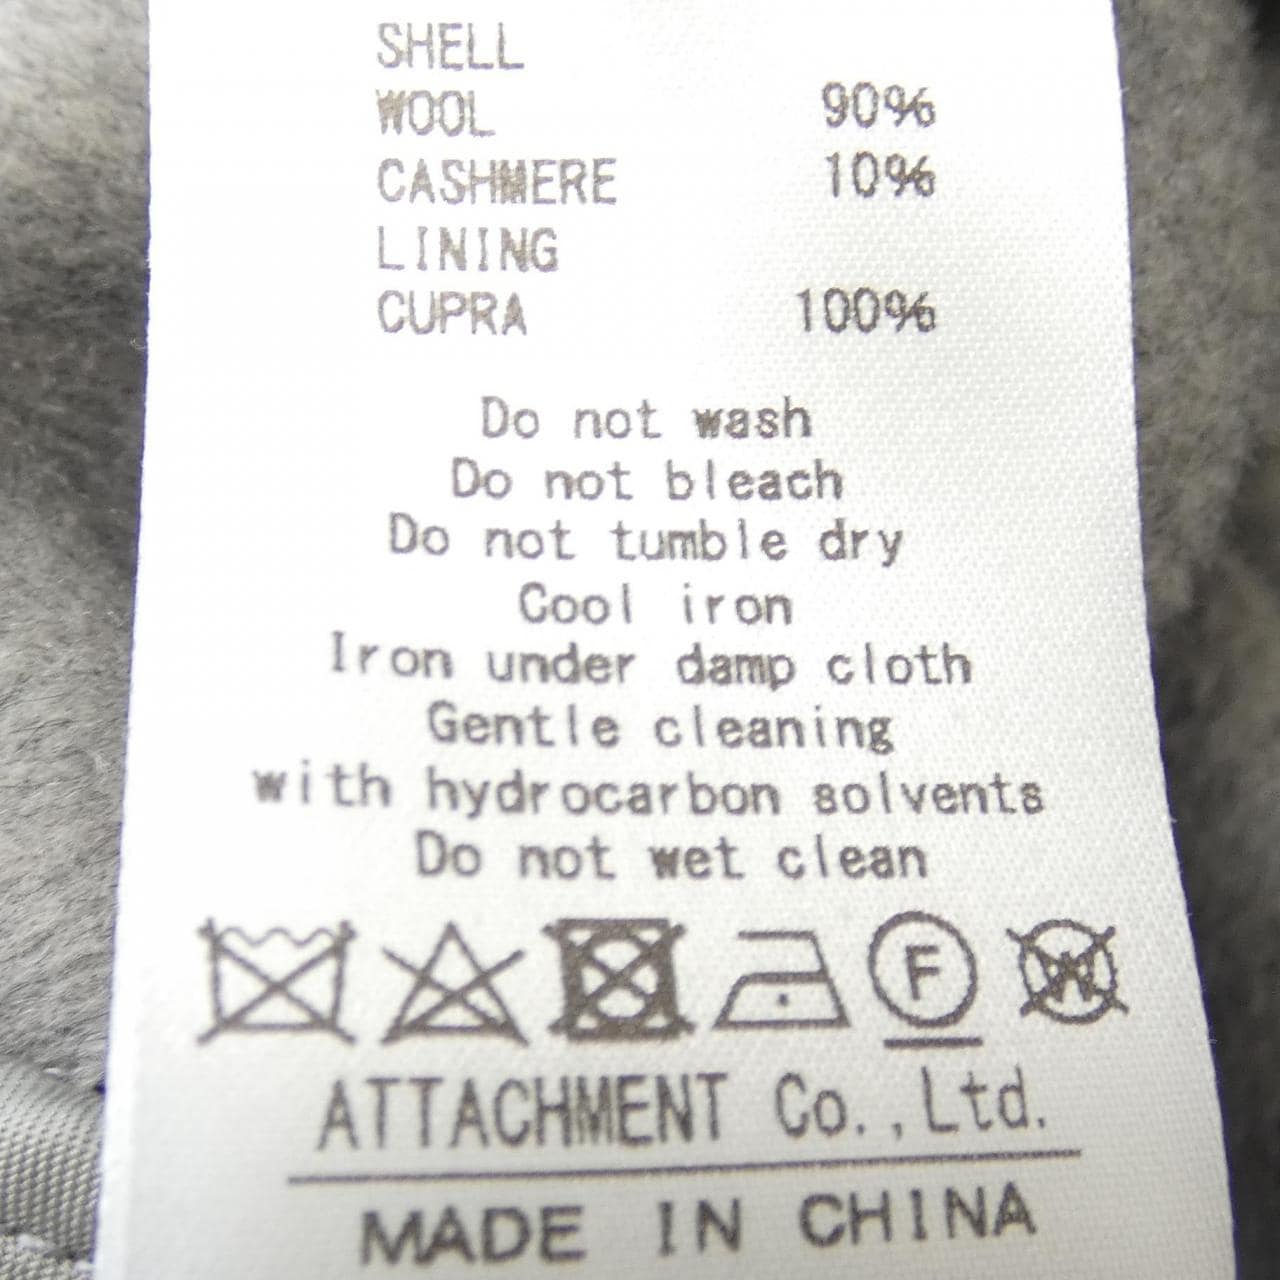 SHELL
WOOL 90%
CASHMERE 10%
LINING
CUPRA 100%
Do not wash
Do not bleach
Do not tumble dry
Cool iron
Iron under damp cloth
Gentle cleaning
with hydrocarbon solvents
Do not wet clean
F W
ATTACHMENT Co.,Ltd.
MADE IN CHINA